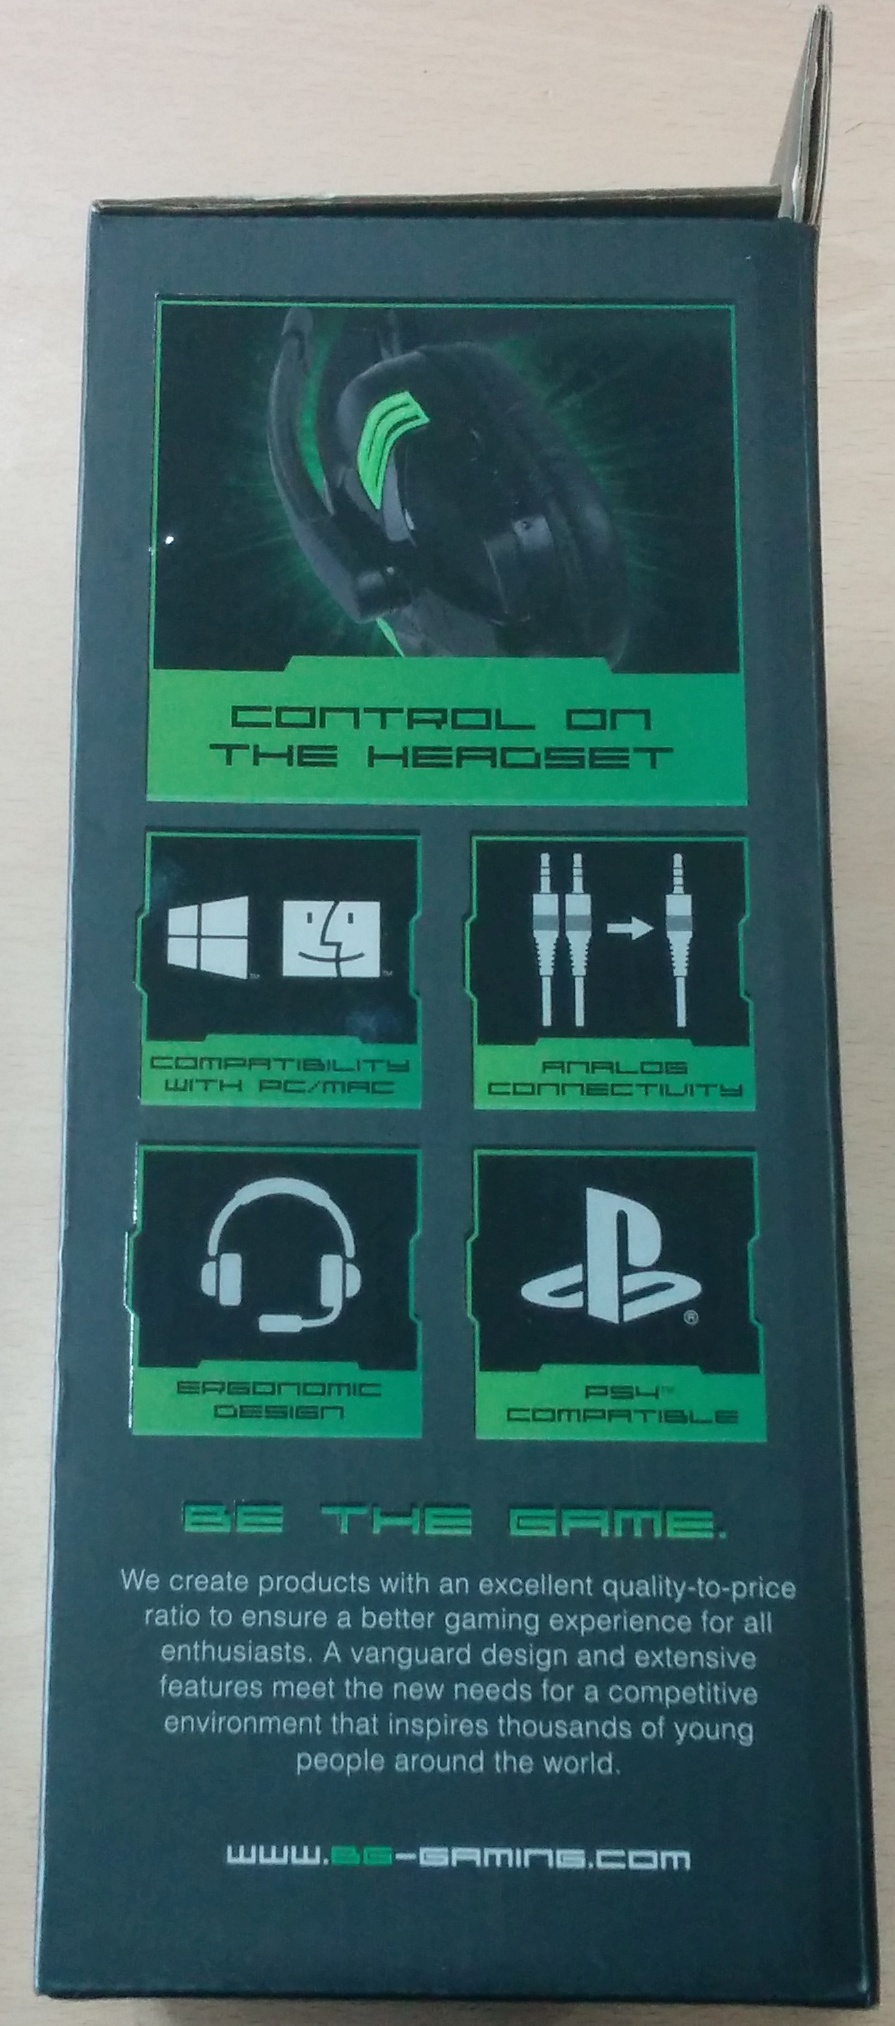 CONTROL ON
THE HEADSET
COMPATIBILITY
WITH PC/MAC
ANALOG
CONNECTIVITY
ERGONOMIC
DESIGN
PS4™
COMPATIBLE
BE THE GAME.
We create products with an excellent quality-to-price
ratio to ensure a better gaming experience for all
enthusiasts. A vanguard design and extensive
features meet the new needs for a competitive
environment that inspires thousands of young
people around the world.
WWW.BG-GAMING.COM